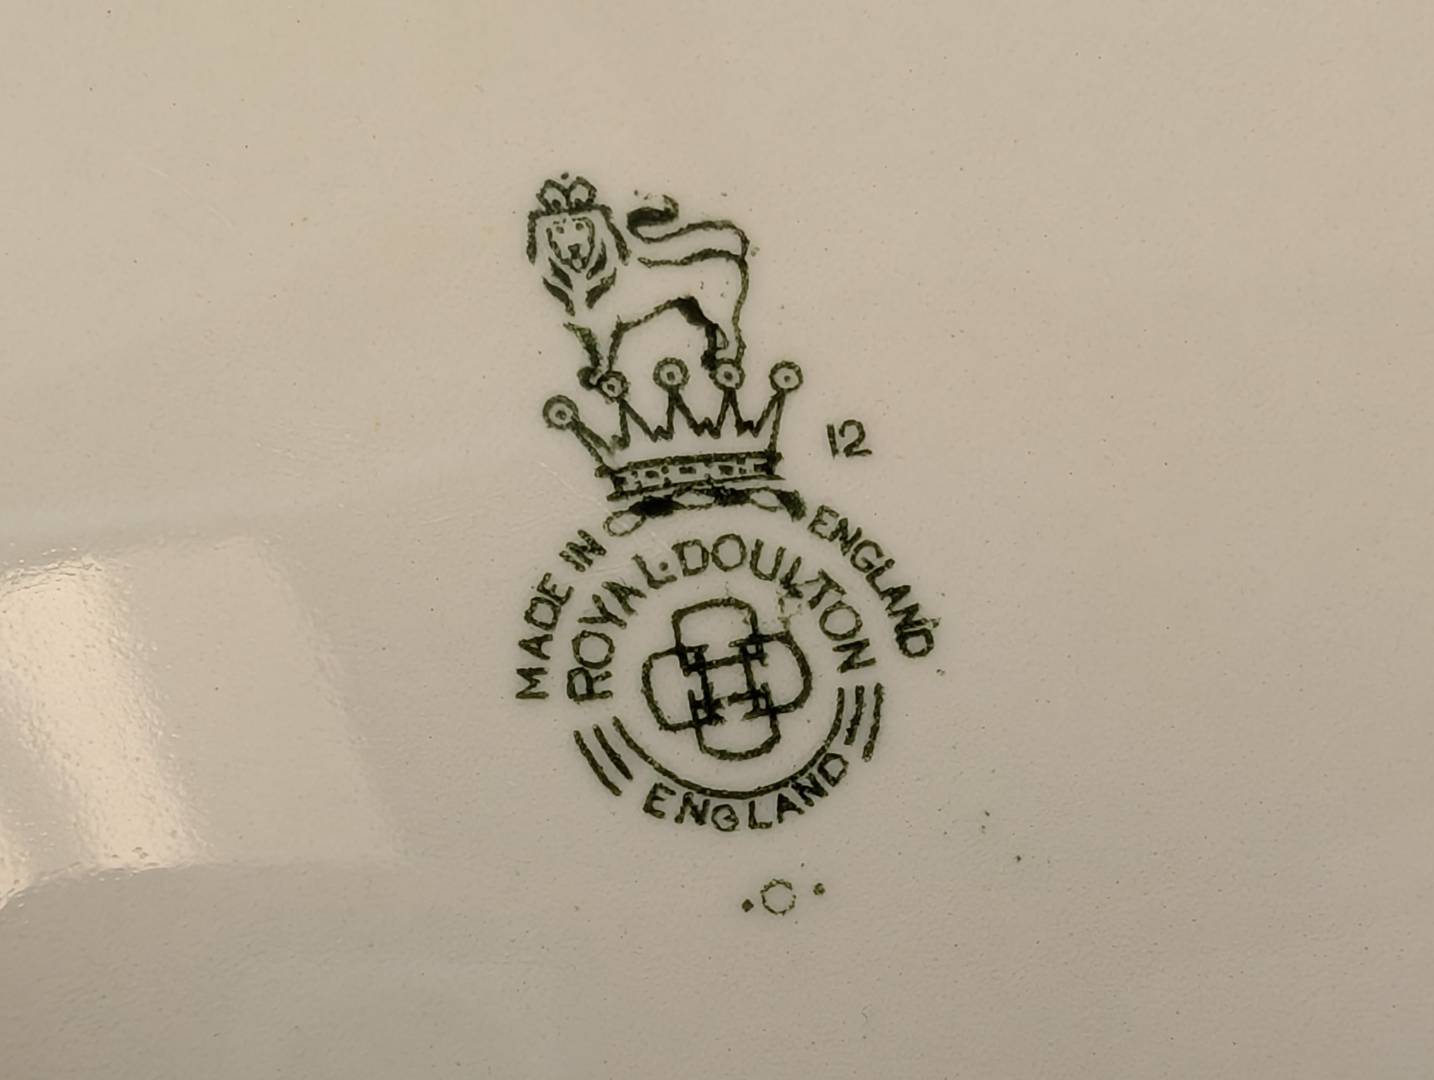 12
MADE IN ENGLAND
ROYAL·DOULTON
ENGLAND